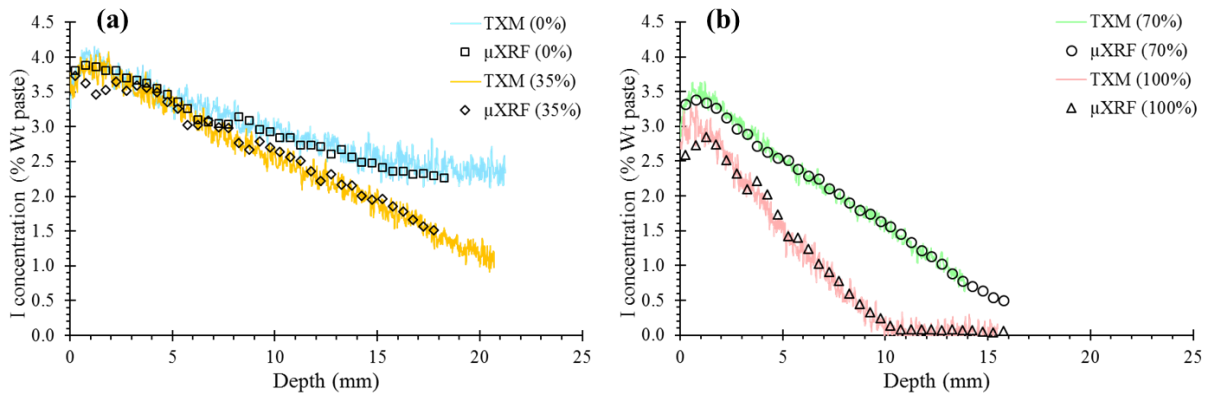 (a)
TXM (0%)
µXRF (0%)
TXM (35%)
µXRF (35%)
I concentration (% Wt paste)
4.5
4.0
3.5
3.0
2.5
2.0
1.5
1.0
0.5
0.0
0 5 10 15 20 25
Depth (mm)
(b)
TXM (70%)
µXRF (70%)
TXM (100%)
µXRF (100%)
I concentration (% Wt paste)
4.5
4.0
3.5
3.0
2.5
2.0
1.5
1.0
0.5
0.0
0 5 10 15 20 25
Depth (mm)